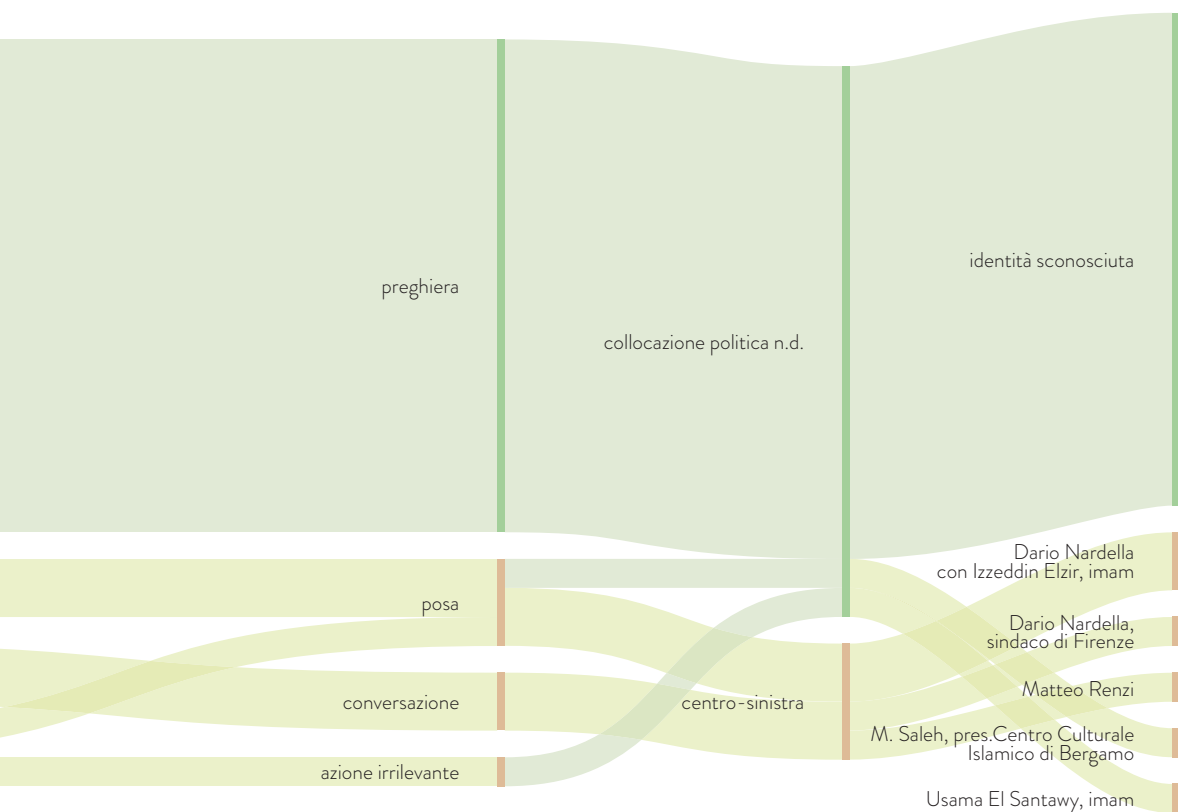 preghiera
posa
conversazione
azione irrilevante
collocazione politica n.d.
centro-sinistra
identità sconosciuta
Dario Nardella
con Izzeddin Elzir, imam
Dario Nardella,
sindaco di Firenze
Matteo Renzi
M. Saleh, pres.Centro Culturale
Islamico di Bergamo
Usama El Santawy, imam